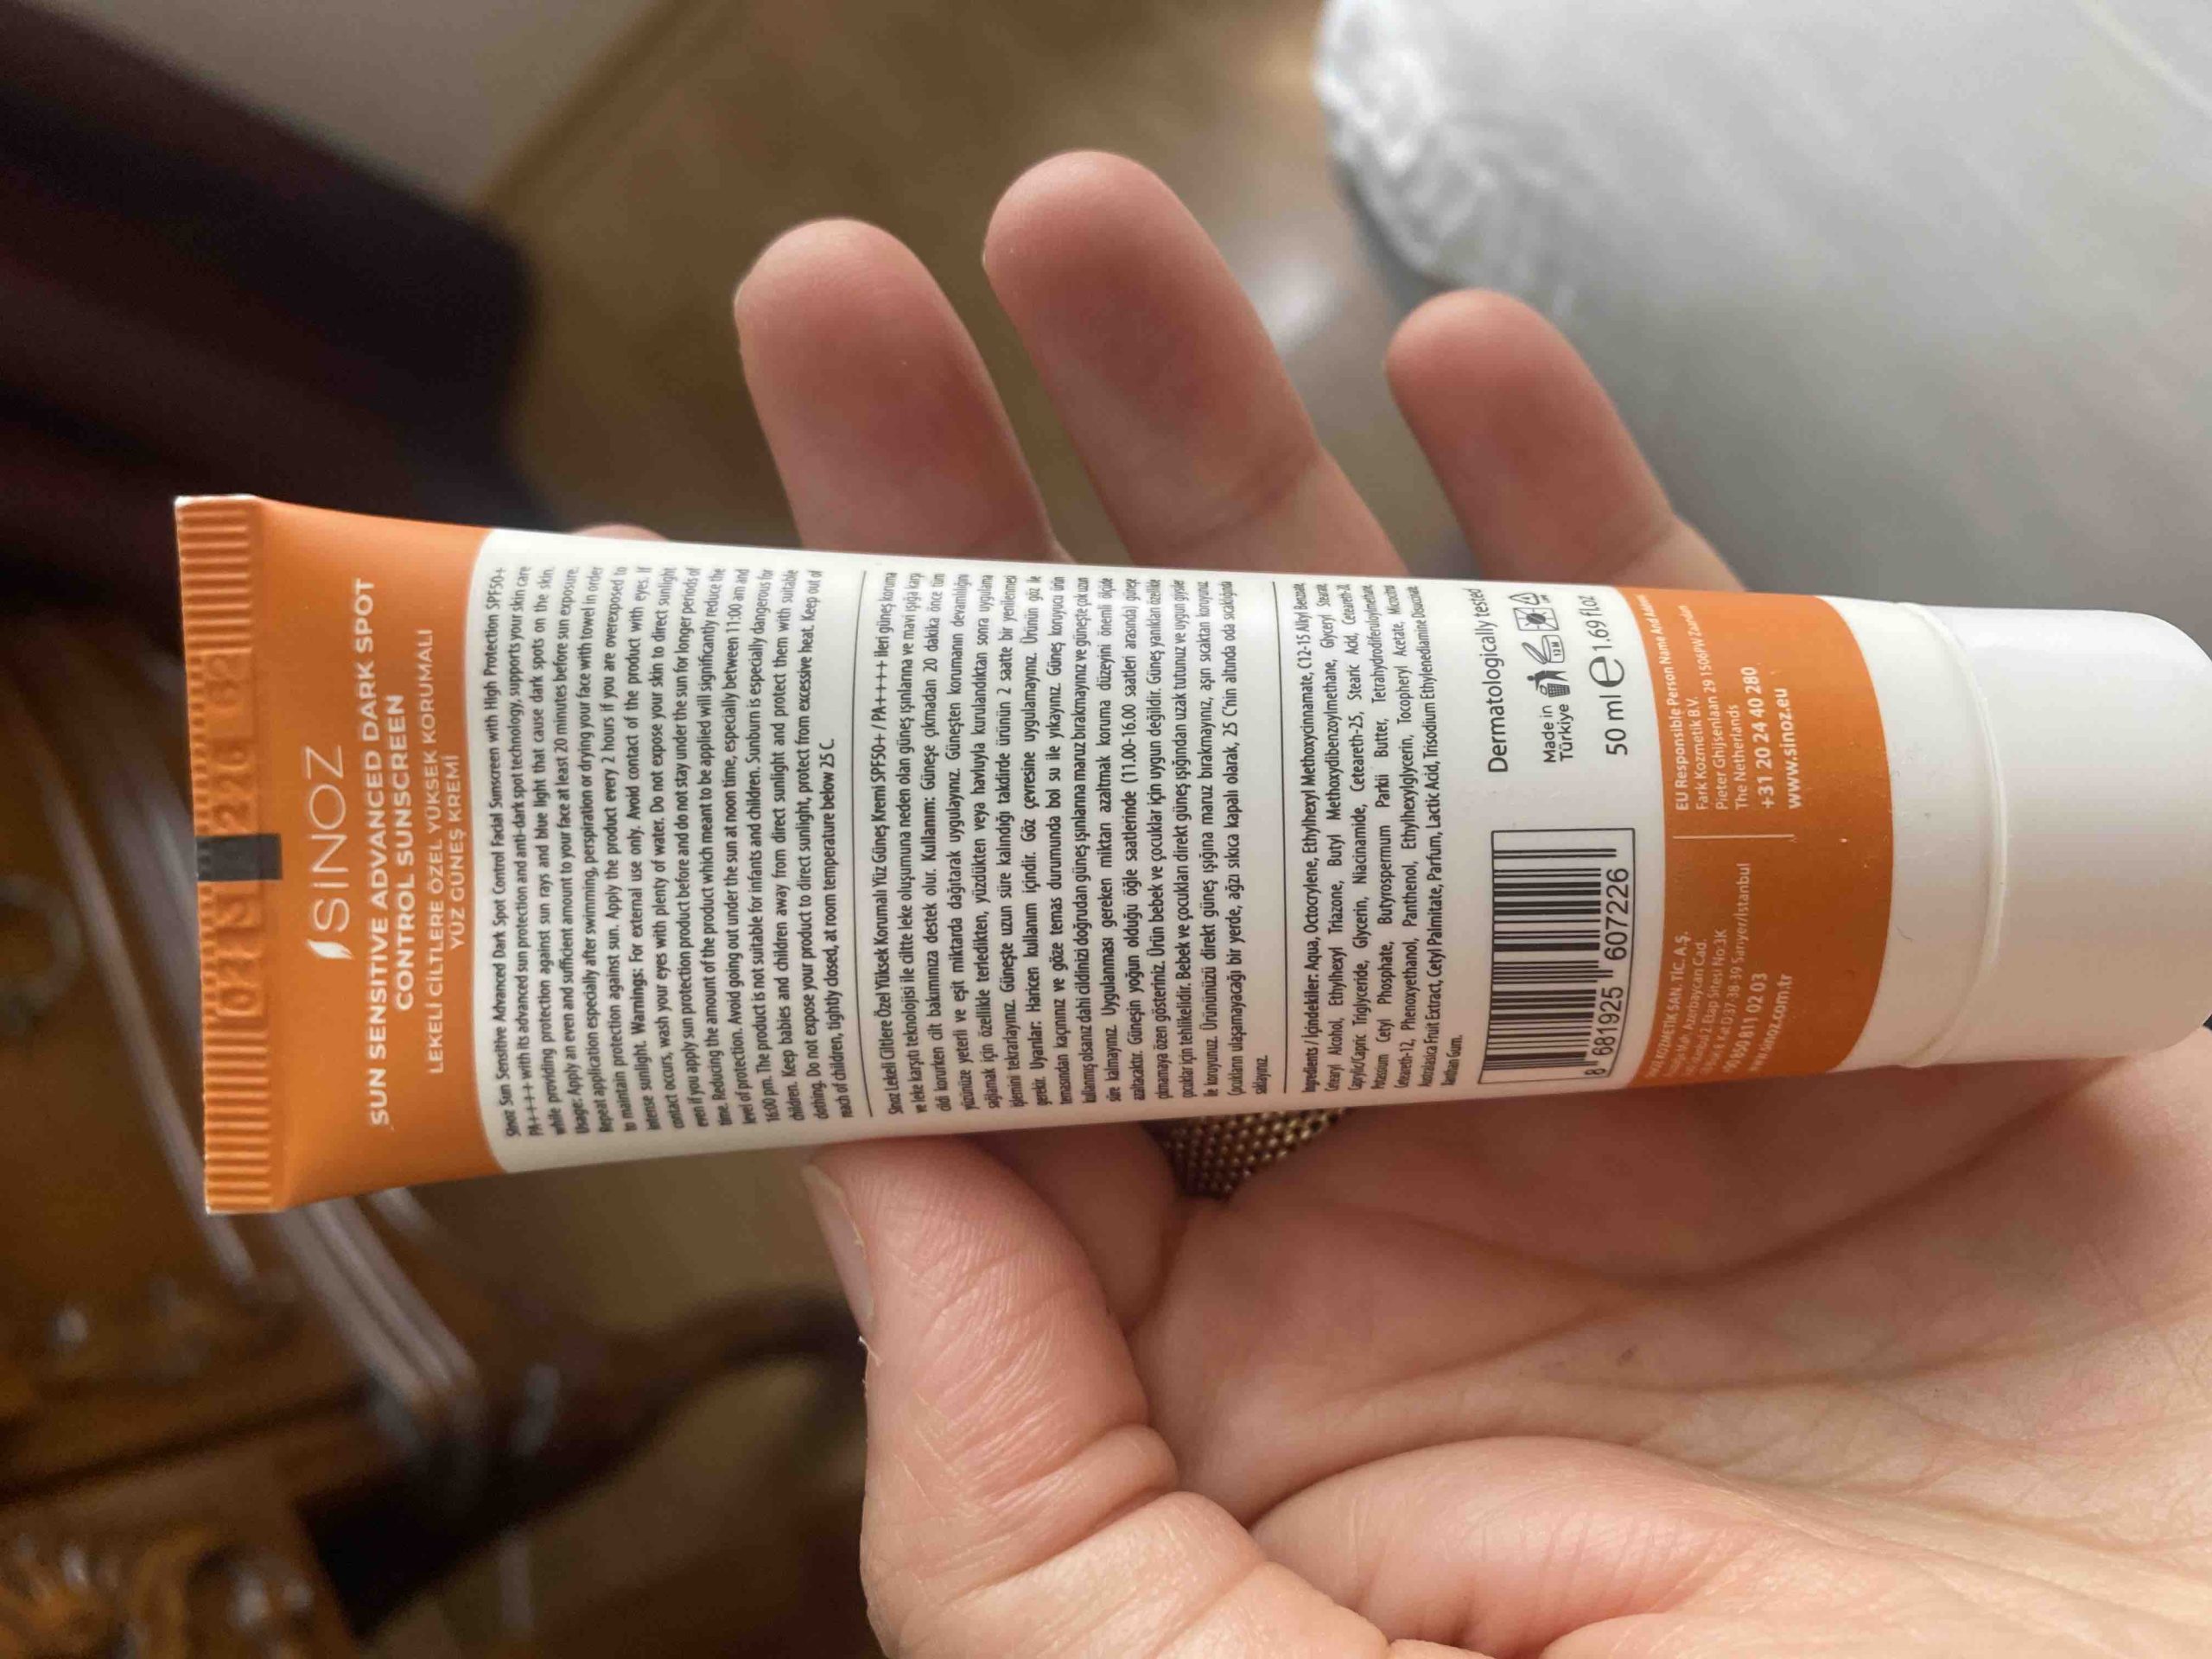 SİNOZ
SUN SENSITIVE ADVANCED DARK SPOT
CONTROL SUNSCREEN
LEKELİ CİLTLERE ÖZEL YÜKSEK KORUMALI
YÜZ GÜNEŞ KREMİ
Sinoz Sun Sensitive Advanced Dark Spot Control Facial Sunscreen with High Protection SPF50+
PA++++ with its advanced sun protection and anti-dark spot technology, supports your skin care
while providing protection against sun rays and blue light that cause dark spots on the skin.
Usage: Apply an even and sufficient amount to your face at least 20 minutes before sun exposure.
Repeat application especially after swimming, perspiration or drying your face with towel in order
to maintain protection against sun. Apply the product every 2 hours if you are overexposed to
intense sunlight. Warnings: For external use only. Avoid contact of the product with eyes. If
contact occurs, wash your eyes with plenty of water. Do not expose your skin to direct sunlight
even if you apply sun protection product before and do not stay under the sun for longer periods of
time. Reducing the amount of the product which meant to be applied will significantly reduce the
level of protection. Avoid going out under the sun at noon time, especially between 11:00 am and
16:00 pm. The product is not suitable for infants and children. Sunburn is especially dangerous for
children. Keep babies and children away from direct sunlight and protect them with suitable
clothing. Do not expose your product to direct sunlight, protect from excessive heat. Keep out of
reach of children, tightly closed, at room temperature below 25 C.
Sinoz Lekeli Ciltlere Özel Yüksek Korumalı Yüz Güneş Kremi SPF50+ / PA++++ ileri güneş koruma
ve leke karşıtı teknolojisi ile ciltte leke oluşumuna neden olan güneş ışınlarına ve mavi ışığa karşı
cildi korurken cilt bakımınıza destek olur. Kullanım: Güneşe çıkmadan 20 dakika önce tüm
yüzünüze yeterli ve eşit miktarda dağıtarak uygulayınız. Güneşten korumanın devamlılığını
sağlamak için özellikle terledikten, yüzdükten veya havluyla kurulandıktan sonra uygulama
işlemini tekrarlayınız. Güneşte uzun süre kalındığı takdirde ürünün 2 saatte bir yenilenmesi
gerekir. Uyarılar: Haricen kullanım içindir. Göz çevresine uygulamayınız. Ürünün göz ile
temasından kaçınınız ve göze temas durumunda bol su ile yıkayınız. Güneş koruyucu ürün
kullanmış olsanız dahi cildinizi doğrudan güneş ışınlarına maruz bırakmayınız ve güneşte çok uzun
süre kalmayınız. Uygulanması gereken miktarı azaltmak koruma düzeyini önemli ölçüde
azaltacaktır. Güneşin yoğun olduğu öğle saatlerinde (11.00-16.00 saatleri arasında) güneşe
çıkmamaya özen gösteriniz. Ürün bebek ve çocuklar için uygun değildir. Güneş yanıkları özellikle
çocuklar için tehlikelidir. Bebek ve çocukları direkt güneş ışığından uzak tutunuz ve uygun giysiler
ile koruyunuz. Ürününüzü direkt güneş ışığına maruz bırakmayınız, aşırı sıcaktan koruyunuz.
Çocukların ulaşamayacağı bir yerde, ağzı sıkıca kapalı olarak, 25 C'nin altında oda sıcaklığında
saklayınız.
Ingredients / İçindekiler: Aqua, Octocrylene, Ethylhexyl Methoxycinnamate, C12-15 Alkyl Benzoate,
Cetearyl Alcohol, Ethylhexyl Triazone, Butyl Methoxydibenzoylmethane, Glyceryl Stearate,
Caprylic/Capric Triglyceride, Glycerin, Niacinamide, Ceteareth-25, Stearic Acid, Ceteareth-20,
Potassium Cetyl Phosphate, Butyrospermum Parkii Butter, Tetrahydrodiferuloylmethane,
Ceteareth-12, Phenoxyethanol, Panthenol, Ethylhexylglycerin, Tocopheryl Acetate, Microcitrus
Australasica Fruit Extract, Cetyl Palmitate, Parfum, Lactic Acid, Trisodium Ethylenediamine Disuccinate,
Xanthan Gum.
Dermatologically tested
Made in
Türkiye
12 M
50 ml e 1.69 fl.oz
8 681925 607226
KOZMETİK SAN. TİC. A.Ş.
Azerbaycan Cad.
2. Etap Sitesi No:3K
D:37-38-39 Sarıyer/İstanbul
850 811 02 03
www.sinoz.com.tr
EU Responsible Person Name And Adress
Fark Kozmetik B.V.
Pieter Ghijsenlaan 29 1506PW Zaandam
The Netherlands
+31 20 24 40 280
www.sinoz.eu